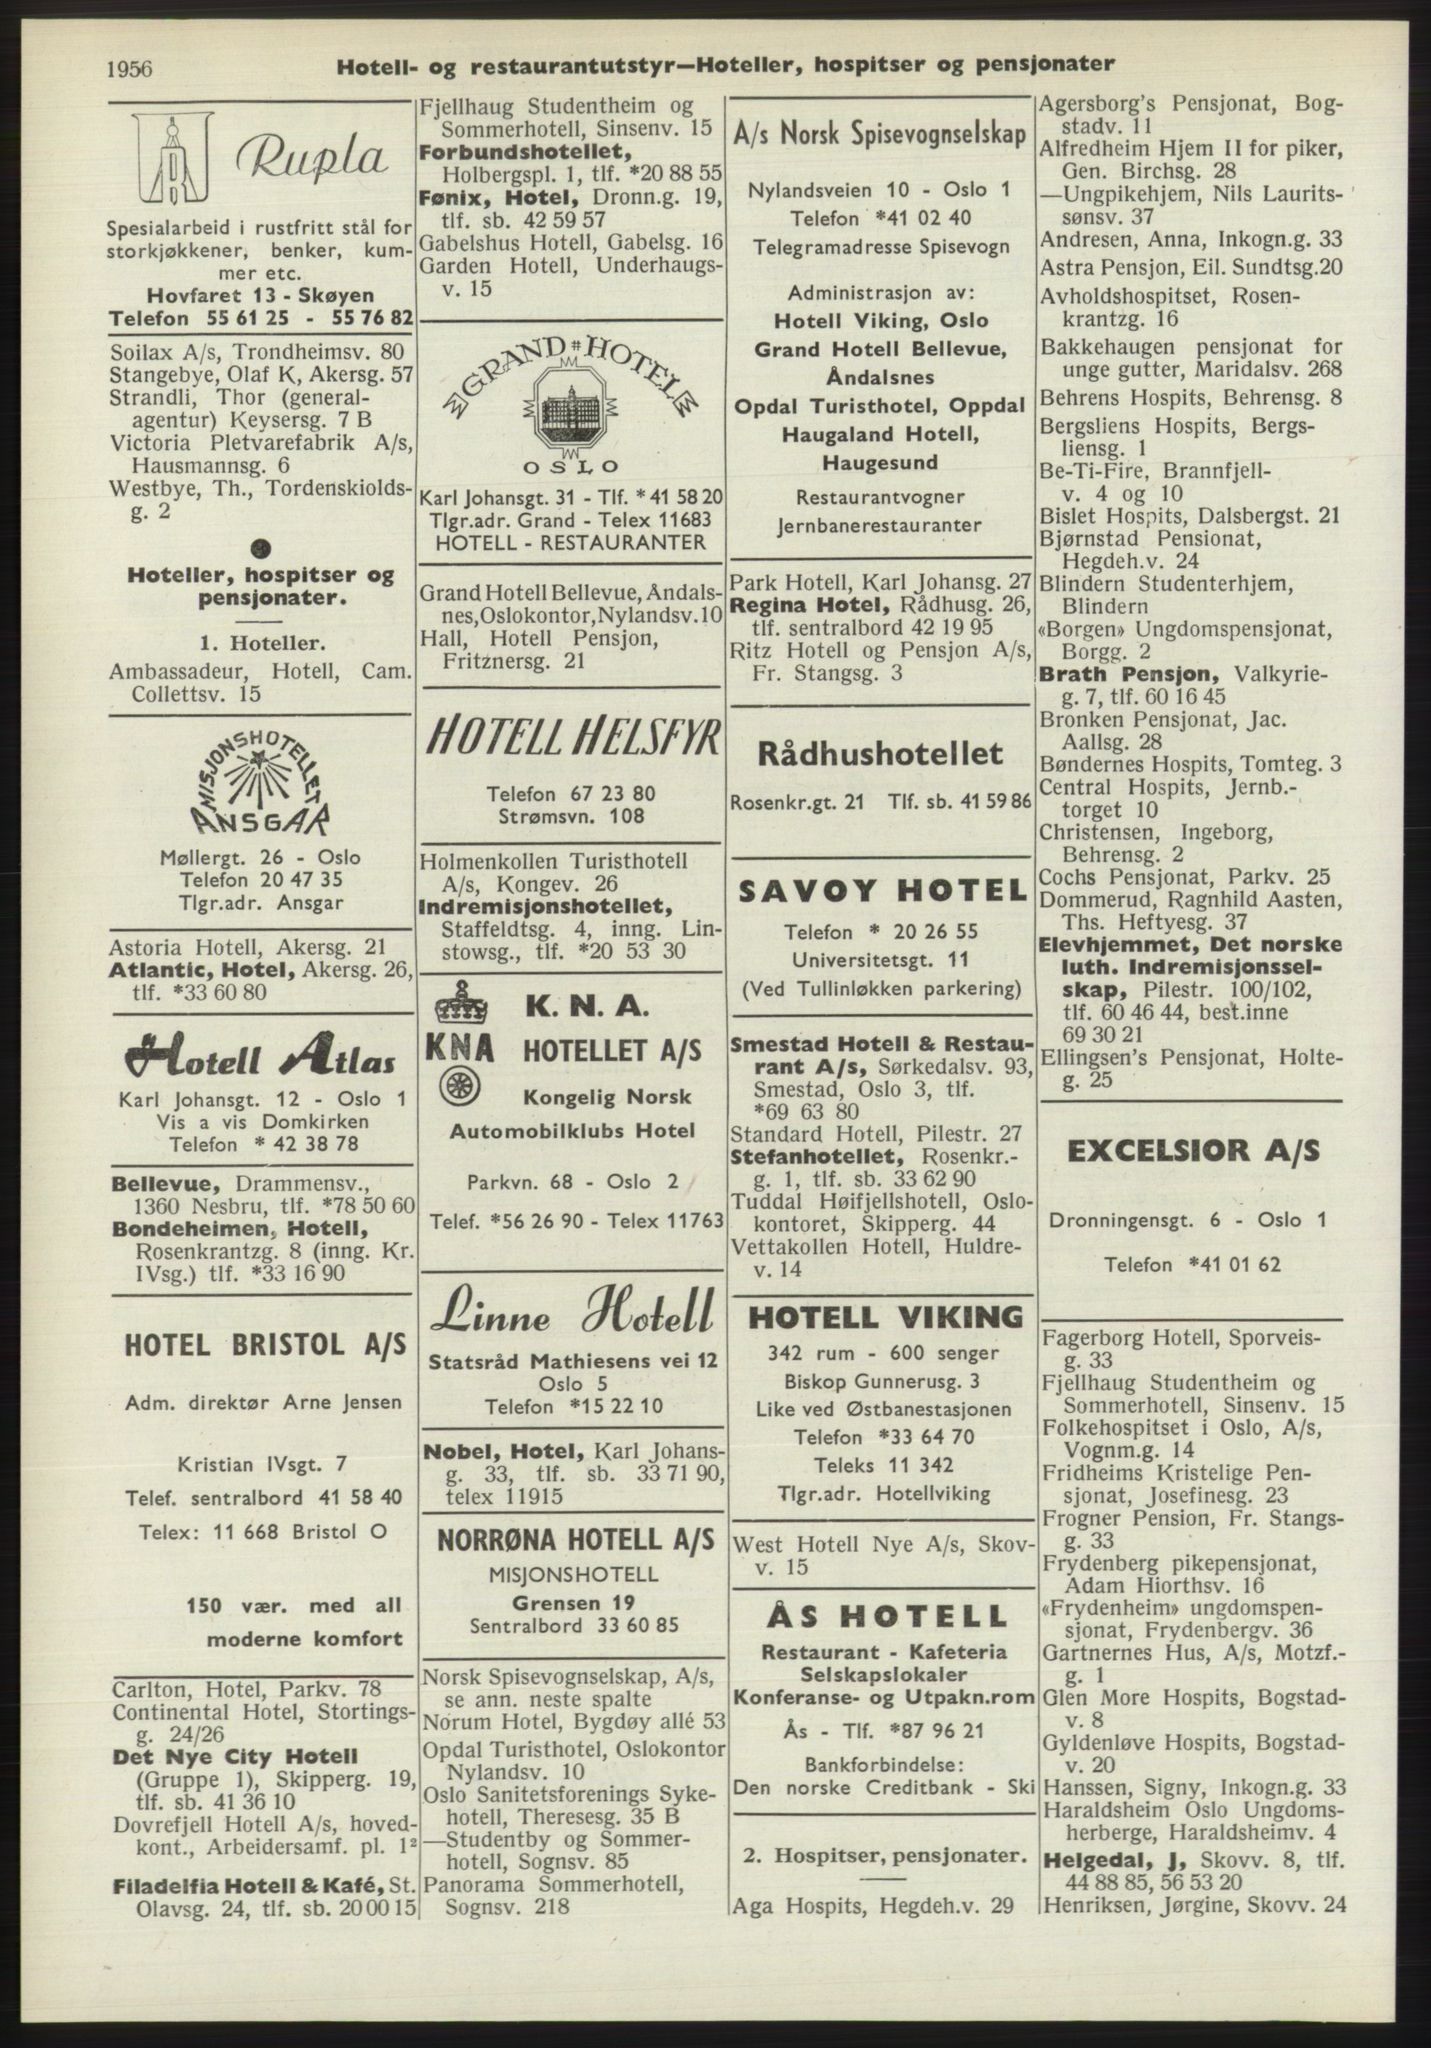 1956
Hotell- og restaurantutstyr—Hoteller, hospitser og pensjonater
Rupla
Spesialarbeid i rustfritt stål for
storkjøkkener, benker, kum-
mer etc.
Hovfaret 13 - Skøyen
Telefon 55 61 25 - 55 76 82
Soilax A/s, Trondheimsv. 80
Stangebye, Olaf K, Akersg. 57
Strandli, Thor (general-
agentur) Keysersg. 7 B
Victoria Pletvarefabrik A/s,
Hausmannsg. 6
Westbye, Th., Tordenskiolds-
g. 2
Hoteller, hospitser og
pensjonater.
1. Hoteller.
Ambassadeur, Hotell, Cam.
Collettsv. 15
MISJONSHOTELLET
ANSGAR
Møllergt. 26 - Oslo
Telefon 20 47 35
Tlgr.adr. Ansgar
Astoria Hotell, Akersg. 21
Atlantic, Hotel, Akersg. 26,
tlf. *33 60 80
Hotell Atlas
Karl Johansgt. 12 - Oslo 1
Vis a vis Domkirken
Telefon * 42 38 78
Bellevue, Drammensv.,
1360 Nesbru, tlf. *78 50 60
Bondeheimen, Hotell,
Rosenkrantzg. 8 (inng. Kr.
IVsg.) tlf. *33 16 90
HOTEL BRISTOL A/S
Adm. direktør Arne Jensen
Kristian IVsgt. 7
Telef. sentralbord 41 58 40
Telex: 11 668 Bristol O
150 vær. med all
moderne komfort
Carlton, Hotel, Parkv. 78
Continental Hotel, Stortings-
g. 24/26
Det Nye City Hotell
(Gruppe 1), Skipperg. 19,
tlf. sb. 41 36 10
Dovrefjell Hotell A/s, hoved-
kont., Arbeidersamf. pl. 1²
Filadelfia Hotell & Kafé, St.
Olavsg. 24, tlf. sb. 20 00 15
Fjellhaug Studentheim og
Sommerhotell, Sinsenv. 15
Forbundshotellet,
Holbergspl. 1, tlf. *20 88 55
Fønix, Hotel, Dronn.g. 19,
tlf. sb. 42 59 57
Gabelshus Hotell, Gabelsg. 16
Garden Hotell, Underhaugs-
v. 15
GRAND HOTEL
OSLO
Karl Johansgt. 31 - Tlf. * 41 58 20
Tlgr.adr. Grand - Telex 11683
HOTELL - RESTAURANTER
Grand Hotell Bellevue, Åndals-
nes, Oslokontor, Nylandsv. 10
Hall, Hotell Pensjon,
Fritznersg. 21
HOTELL HELSFYR
Telefon 67 23 80
Strømsvn. 108
Holmenkollen Turisthotell
A/s, Kongev. 26
Indremisjonshotellet,
Staffeldtsg. 4, inng. Lin-
stowsg., tlf. *20 53 30
K. N. A.
KNA HOTELLET A/S
Kongelig Norsk
Automobilklubs Hotel
Parkvn. 68 - Oslo 2
Telef. *56 26 90 - Telex 11763
Linne Hotell
Statsråd Mathiesens vei 12
Oslo 5
Telefon *15 22 10
Nobel, Hotel, Karl Johans-
g. 33, tlf. sb. 33 71 90,
telex 11915
NORRØNA HOTELL A/S
MISJONSHOTELL
Grensen 19
Sentralbord 33 60 85
Norsk Spisevognselskap, A/s,
se ann. neste spalte
Norum Hotel, Bygdøy allé 53
Opdal Turisthotel, Oslokontor
Nylandsv. 10
Oslo Sanitetsforenings Syke-
hotell, Theresesg. 35 B
—Studentby og Sommer-
hotell, Sognsv. 85
Panorama Sommerhotell,
Sognsv. 218
A/s Norsk Spisevognselskap
Nylandsveien 10 - Oslo 1
Telefon *41 02 40
Telegramadresse Spisevogn
Administrasjon av:
Hotell Viking, Oslo
Grand Hotell Bellevue,
Åndalsnes
Opdal Turisthotel, Oppdal
Haugaland Hotell,
Haugesund
Restaurantvogner
Jernbanerestauranter
Park Hotell, Karl Johansg. 27
Regina Hotel, Rådhusg. 26,
tlf. sentralbord 42 19 95
Ritz Hotell og Pensjon A/s,
Fr. Stangsg. 3
Rådhushotellet
Rosenkr.gt. 21 Tlf. sb. 41 59 86
SAVOY HOTEL
Telefon * 20 26 55
Universitetsgt. 11
(Ved Tullinløkken parkering)
Smestad Hotell & Restau-
rant A/s, Sørkedalsv. 93,
Smestad, Oslo 3, tlf.
*69 63 80
Standard Hotell, Pilestr. 27
Stefanhotellet, Rosenkr.-
g. 1, tlf. sb. 33 62 90
Tuddal Høifjellshotell, Oslo-
kontoret, Skipperg. 44
Vettakollen Hotell, Huldre-
v. 14
HOTELL VIKING
342 rum - 600 senger
Biskop Gunnerusg. 3
Like ved Østbanestasjonen
Telefon *33 64 70
Teleks 11 342
Tlgr.adr. Hotellviking
West Hotell Nye A/s, Skov-
v. 15
ÅS HOTELL
Restaurant - Kafeteria
Selskapslokaler
Konferanse- og Utpakn.rom
Ås - Tlf. *87 96 21
Bankforbindelse:
Den norske Creditbank - Ski
2. Hospitser, pensjonater.
Aga Hospits, Hegdeh.v. 29
Agersborg's Pensjonat, Bog-
stadv. 11
Alfredheim Hjem II for piker,
Gen. Birchsg. 28
—Ungpikehjem, Nils Laurits-
sønsv. 37
Andresen, Anna, Inkogn.g. 33
Astra Pensjon, Eil. Sundtsg.20
Avholdshospitset, Rosen-
krantzg. 16
Bakkehaugen pensjonat for
unge gutter, Maridalsv. 268
Behrens Hospits, Behrensg. 8
Bergsliens Hospits, Bergs-
liensg. 1
Be-Ti-Fire, Brannfjell-
v. 4 og 10
Bislet Hospits, Dalsbergst. 21
Bjørnstad Pensionat,
Hegdeh.v. 24
Blindern Studenterhjem,
Blindern
«Borgen» Ungdomspensjonat,
Borgg. 2
Brath Pensjon, Valkyrie-
g. 7, tlf. 60 16 45
Bronken Pensjonat, Jac.
Aallsg. 28
Bøndernes Hospits, Tomteg. 3
Central Hospits, Jernb.-
torget 10
Christensen, Ingeborg,
Behrensg. 2
Cochs Pensjonat, Parkv. 25
Dommerud, Ragnhild Aasten,
Ths. Heftyesg. 37
Elevhjemmet, Det norske
luth. Indremisjonssel-
skap, Pilestr. 100/102,
tlf. 60 46 44, best.inne
69 30 21
Ellingsen's Pensjonat, Holte-
g. 25
EXCELSIOR A/S
Dronningensgt. 6 - Oslo 1
Telefon *41 01 62
Fagerborg Hotell, Sporveis-
g. 33
Fjellhaug Studentheim og
Sommerhotell, Sinsenv. 15
Folkehospitset i Oslo, A/s,
Vognm.g. 14
Fridheims Kristelige Pen-
sjonat, Josefinesg. 23
Frogner Pension, Fr. Stangs-
g. 33
Frydenberg pikepensjonat,
Adam Hiorthsv. 16
«Frydenheim» ungdomspen-
sjonat, Frydenbergv. 36
Gartnernes Hus, A/s, Motzf.-
g. 1
Glen More Hospits, Bogstad-
v. 8
Gyldenløve Hospits, Bogstad-
v. 20
Hanssen, Signy, Inkogn.g. 33
Haraldsheim Oslo Ungdoms-
herberge, Haraldsheimv. 4
Helgedal, J, Skovv. 8, tlf.
44 88 85, 56 53 20
Henriksen, Jørgine, Skovv. 24